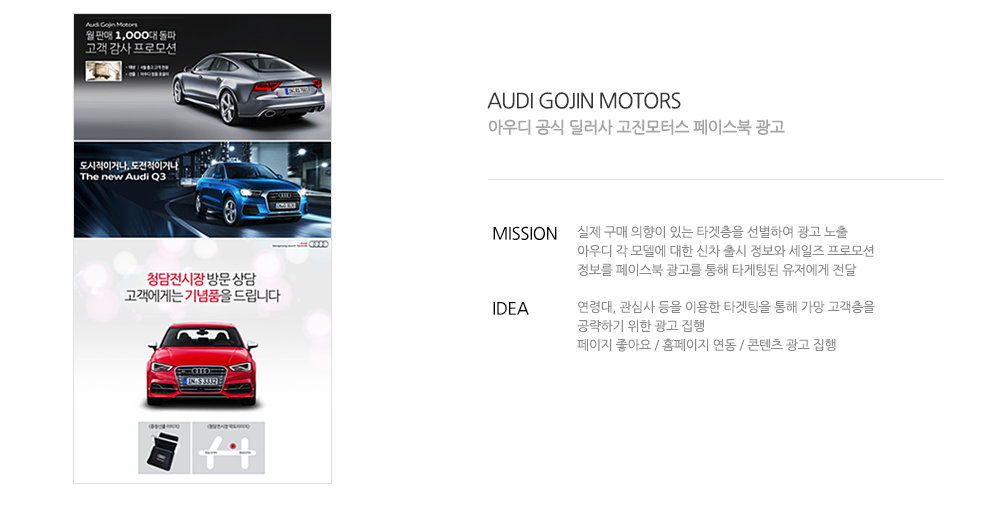 Audi Gojin Motors
월 판매 1,000대 돌파
고객 감사 프로모션
도시적이거나, 도전적이거나
The new Audi Q3
Audi
청담전시장 방문 상담
고객에게는 기념품을 드립니다
IN·S 3332
AUDI GOJIN MOTORS
아우디 공식 딜러사 고진모터스 페이스북 광고
MISSION
실제 구매 의향이 있는 타겟층을 선별하여 광고 노출
아우디 각 모델에 대한 신차 출시 정보와 세일즈 프로모션
정보를 페이스북 광고를 통해 타게팅된 유저에게 전달
IDEA
연령대, 관심사 등을 이용한 타겟팅을 통해 가망 고객층을
공략하기 위한 광고 집행
페이지 좋아요 / 홈페이지 연동 / 콘텐츠 광고 집행